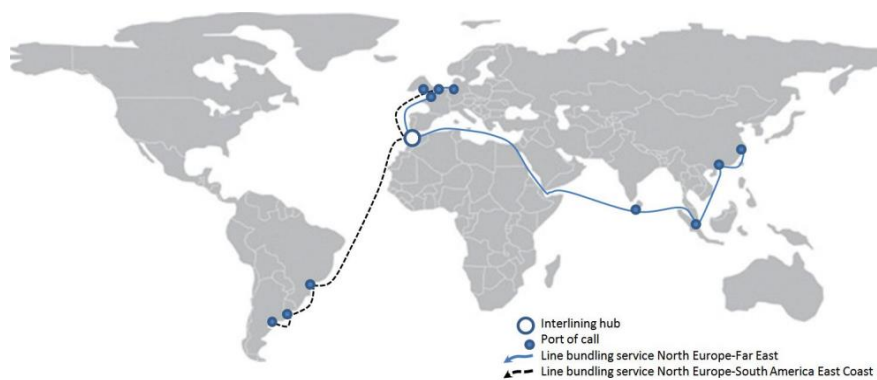 Interlining hub
Port of call
Line bundling service North Europe-Far East
Line bundling service North Europe-South America East Coast